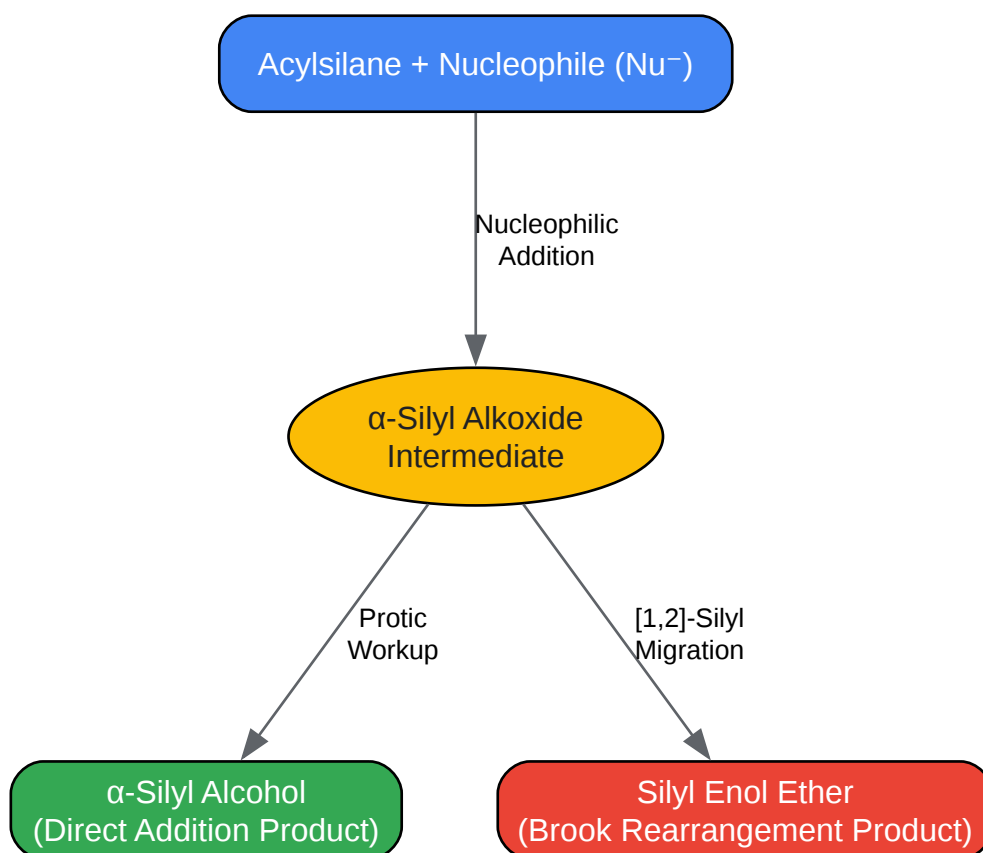 Acylsilane + Nucleophile (Nu⁻)
Nucleophilic
Addition
α-Silyl Alkoxide
Intermediate
Protic
Workup
[1,2]-Silyl
Migration
α-Silyl Alcohol
(Direct Addition Product)
Silyl Enol Ether
(Brook Rearrangement Product)